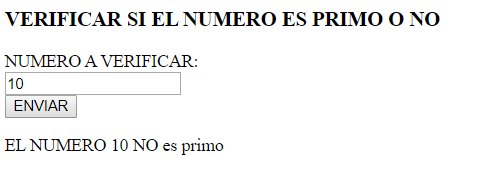 VERIFICAR SI EL NUMERO ES PRIMO O NO
NUMERO A VERIFICAR:
10
ENVIAR
EL NUMERO 10 NO es primo